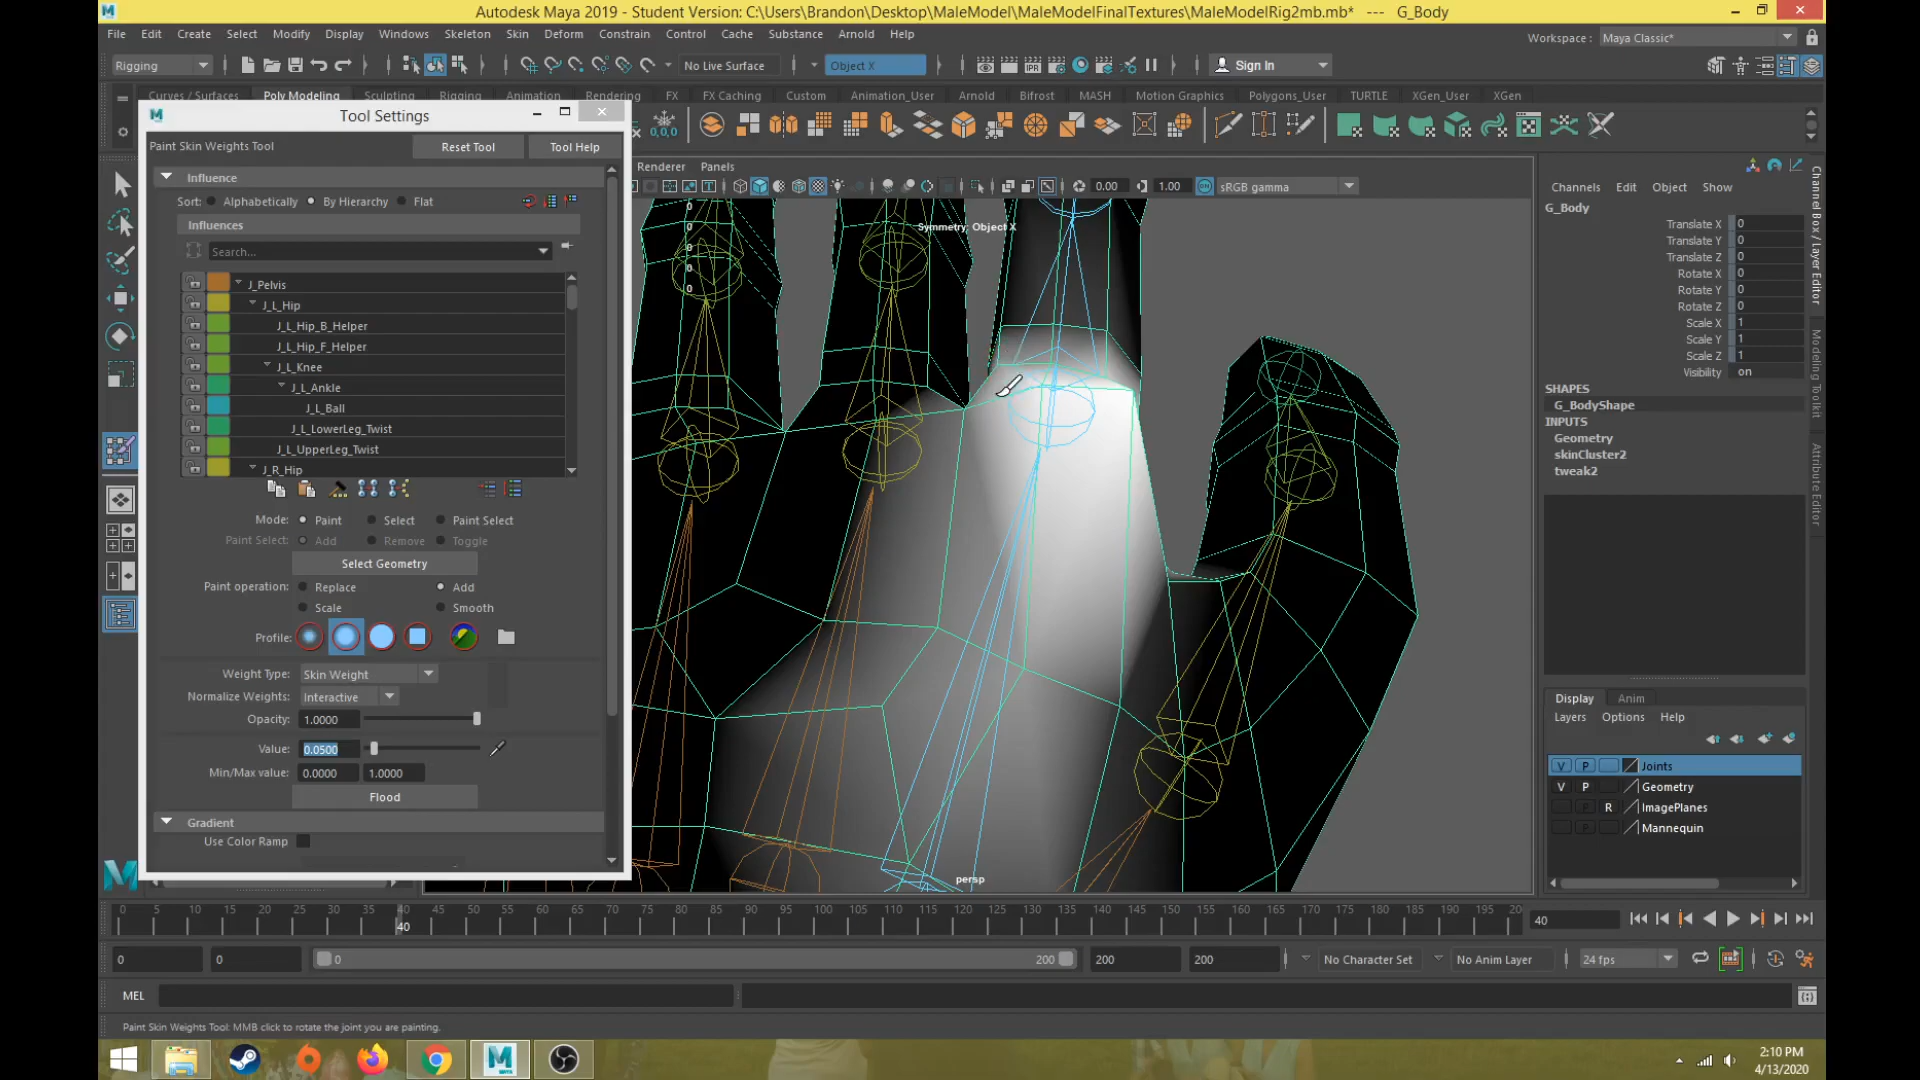 Autodesk Maya 2019 - Student Version: C:\Users\Brandon\Desktop\MaleModel\MaleModelFinalTextures\MaleModelRig2mb.mb*   ---   G_Body
File Edit Create Select Modify Display Windows Skeleton Skin Deform Constrain Control Cache Substance Arnold Help
Workspace : Maya Classic*
Rigging
No Live Surface
Object X
Sign In
Curves / Surfaces Poly Modeling Sculpting Rigging Animation Rendering FX FX Caching Custom Animation_User Arnold Bifrost MASH Motion Graphics Polygons_User TURTLE XGen_User XGen
Tool Settings
Paint Skin Weights Tool
Reset Tool
Tool Help
Influence
Sort: Alphabetically By Hierarchy Flat
Influences
Search...
J_Pelvis
J_L_Hip
J_L_Hip_B_Helper
J_L_Hip_F_Helper
J_L_Knee
J_L_Ankle
J_L_Ball
J_L_LowerLeg_Twist
J_L_UpperLeg_Twist
J_R_Hip
Mode: Paint Select Paint Select
Paint Select: Add Remove Toggle
Select Geometry
Paint operation: Replace Add
Scale Smooth
Profile:
Weight Type: Skin Weight
Normalize Weights: Interactive
Opacity: 1.0000
Value: 0.0500
Min/Max value: 0.0000 1.0000
Flood
Gradient
Use Color Ramp
Renderer Panels
0.00 1.00 sRGB gamma
0,0,0
0
0
0
0
0
Symmetry: Object X
persp
Channels Edit Object Show
G_Body
Translate X 0
Translate Y 0
Translate Z 0
Rotate X 0
Rotate Y 0
Rotate Z 0
Scale X 1
Scale Y 1
Scale Z 1
Visibility on
SHAPES
G_BodyShape
INPUTS
Geometry
skinCluster2
tweak2
Channel Box / Layer Editor
Modeling Toolkit
Attribute Editor
Display Anim
Layers Options Help
V P Joints
V P Geometry
P R ImagePlanes
P Mannequin
0 5 10 15 20 25 30 35 40 45 50 55 60 65 70 75 80 85 90 95 100 105 110 115 120 125 130 135 140 145 150 155 160 165 170 175 180 185 190 195 20
40
40
0 0 0 200 200 200
No Character Set
No Anim Layer
24 fps
MEL
Paint Skin Weights Tool: MMB click to rotate the joint you are painting.
2:10 PM
4/13/2020